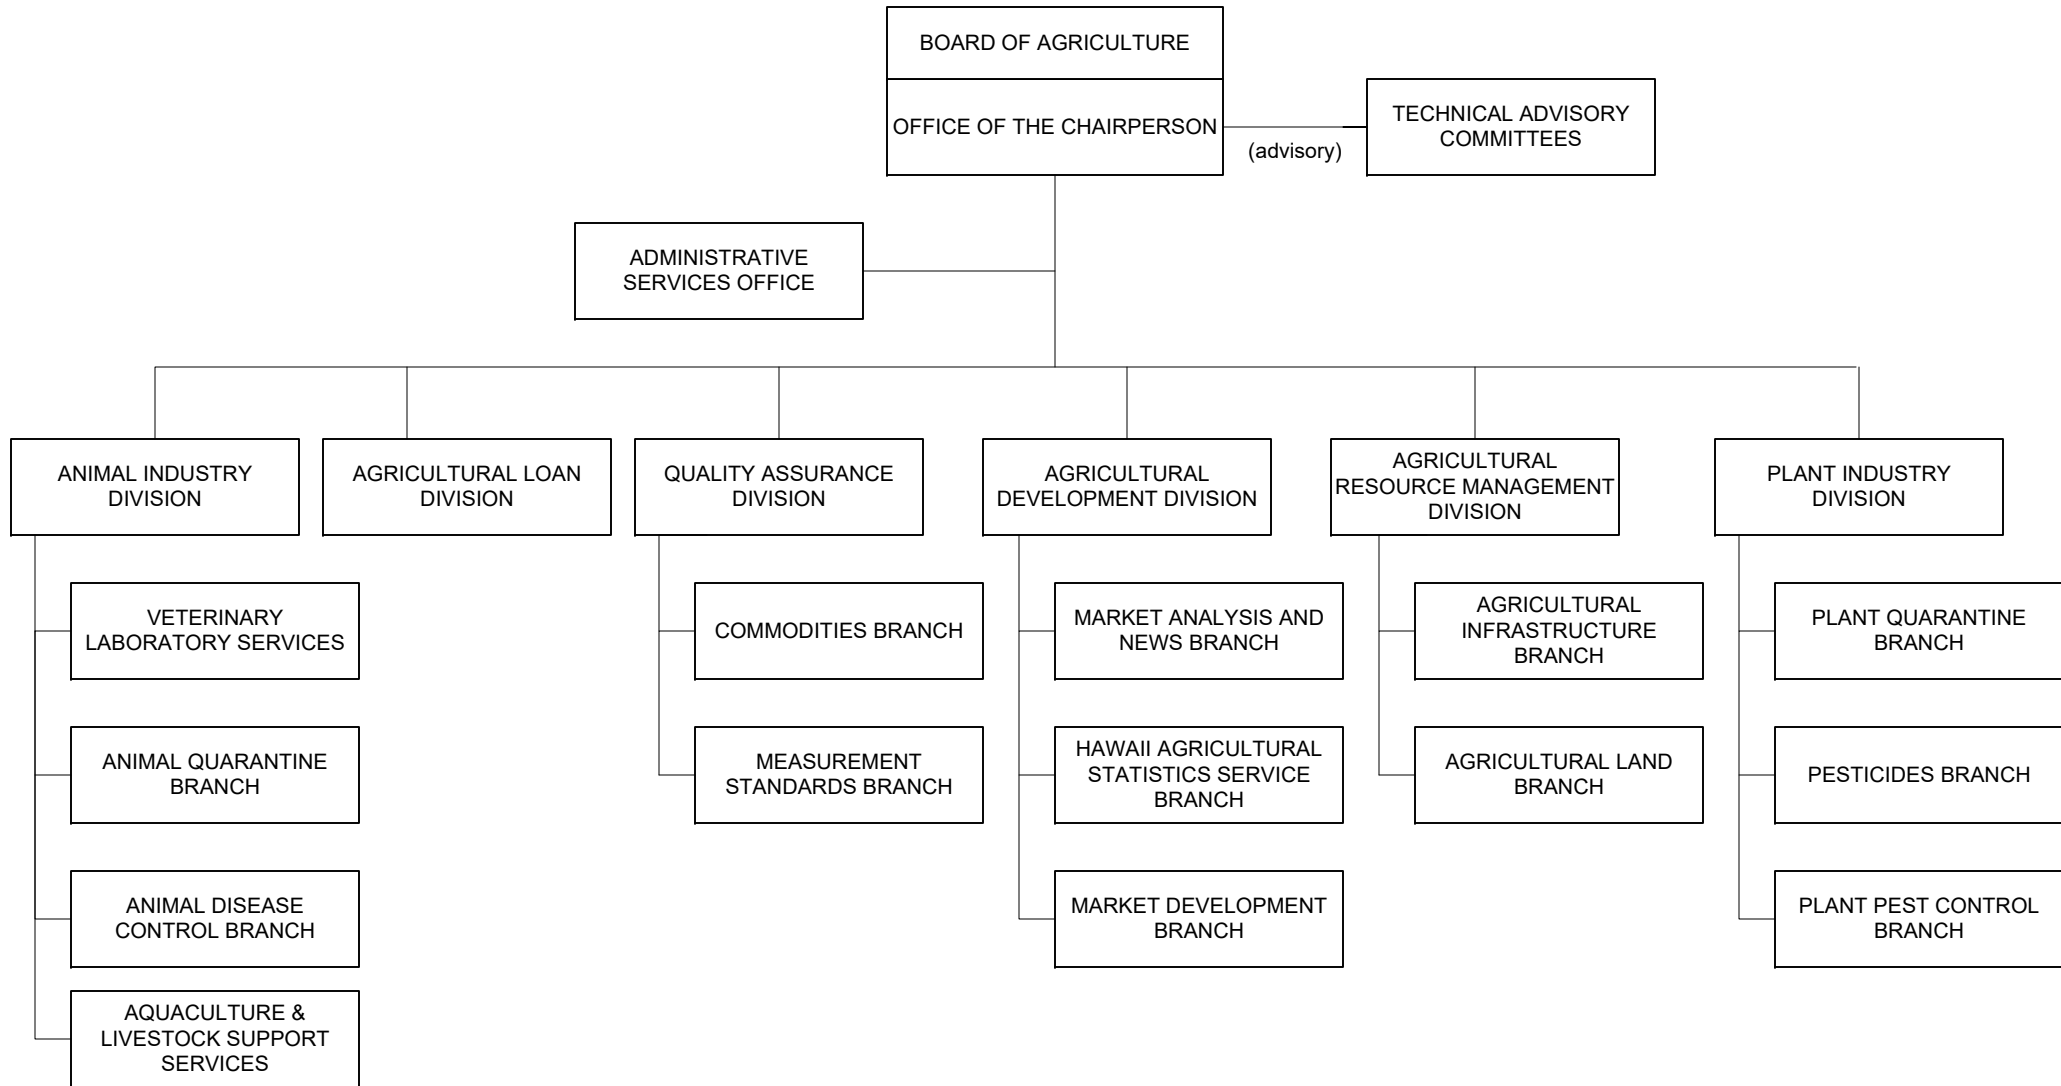 BOARD OF AGRICULTURE
OFFICE OF THE CHAIRPERSON
(advisory)
TECHNICAL ADVISORY
COMMITTEES
ADMINISTRATIVE
SERVICES OFFICE
ANIMAL INDUSTRY
DIVISION
AGRICULTURAL LOAN
DIVISION
QUALITY ASSURANCE
DIVISION
AGRICULTURAL
DEVELOPMENT DIVISION
AGRICULTURAL
RESOURCE MANAGEMENT
DIVISION
PLANT INDUSTRY
DIVISION
VETERINARY
LABORATORY SERVICES
COMMODITIES BRANCH
MARKET ANALYSIS AND
NEWS BRANCH
AGRICULTURAL
INFRASTRUCTURE
BRANCH
PLANT QUARANTINE
BRANCH
ANIMAL QUARANTINE
BRANCH
MEASUREMENT
STANDARDS BRANCH
HAWAII AGRICULTURAL
STATISTICS SERVICE
BRANCH
AGRICULTURAL LAND
BRANCH
PESTICIDES BRANCH
ANIMAL DISEASE
CONTROL BRANCH
MARKET DEVELOPMENT
BRANCH
PLANT PEST CONTROL
BRANCH
AQUACULTURE &
LIVESTOCK SUPPORT
SERVICES